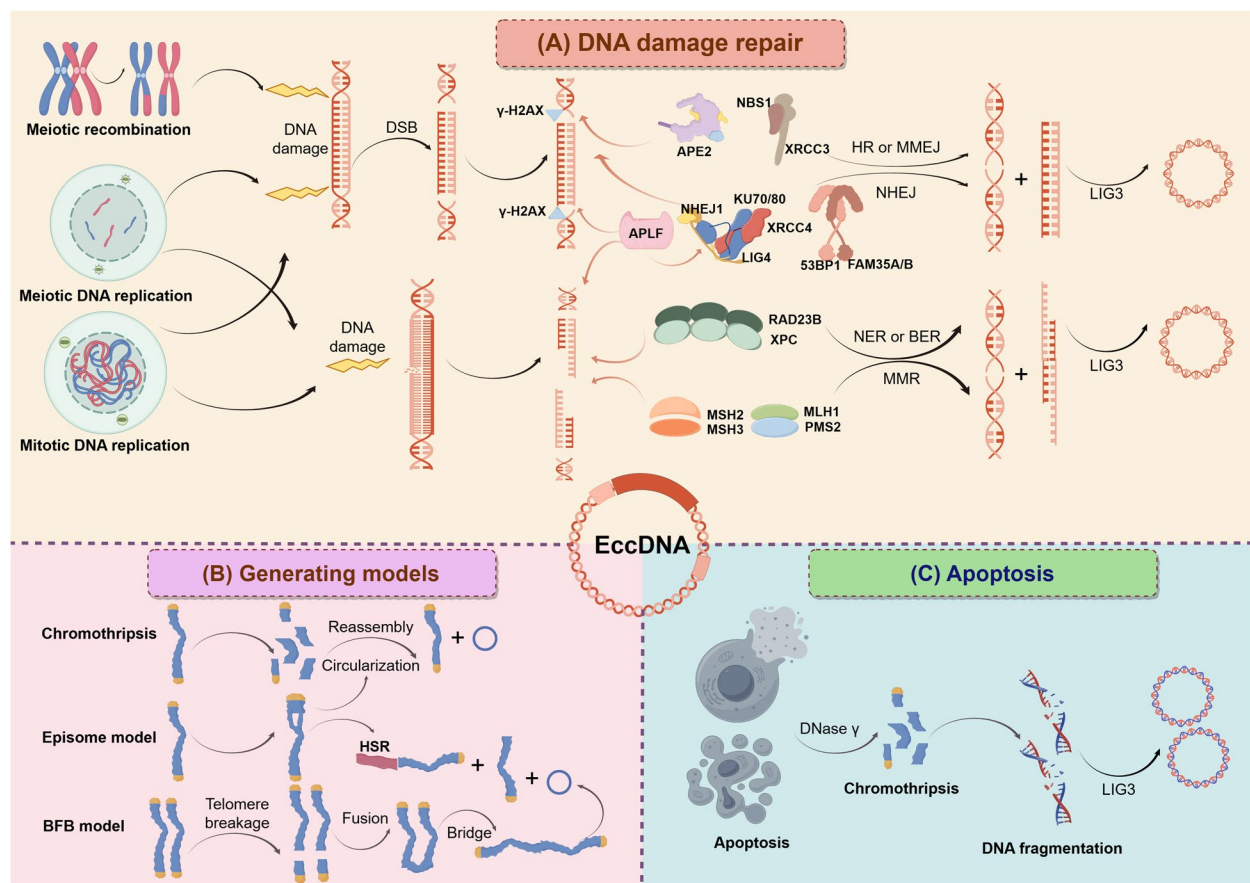 (A) DNA damage repair
Meiotic recombination
DNA
damage
DSB
γ-H2AX
γ-H2AX
APE2
NBS1
XRCC3
HR or MMEJ
NHEJ
LIG3
+
NHEJ1
KU70/80
XRCC4
LIG4
APLF
53BP1
FAM35A/B
Meiotic DNA replication
DNA
damage
RAD23B
XPC
NER or BER
MMR
+
LIG3
MSH2
MSH3
MLH1
PMS2
Mitotic DNA replication
EccDNA
(B) Generating models
Chromothripsis
Reassembly
Circularization
+
Episome model
HSR
+
+
BFB model
Telomere
breakage
Fusion
Bridge
(C) Apoptosis
DNase γ
Apoptosis
Chromothripsis
DNA fragmentation
LIG3